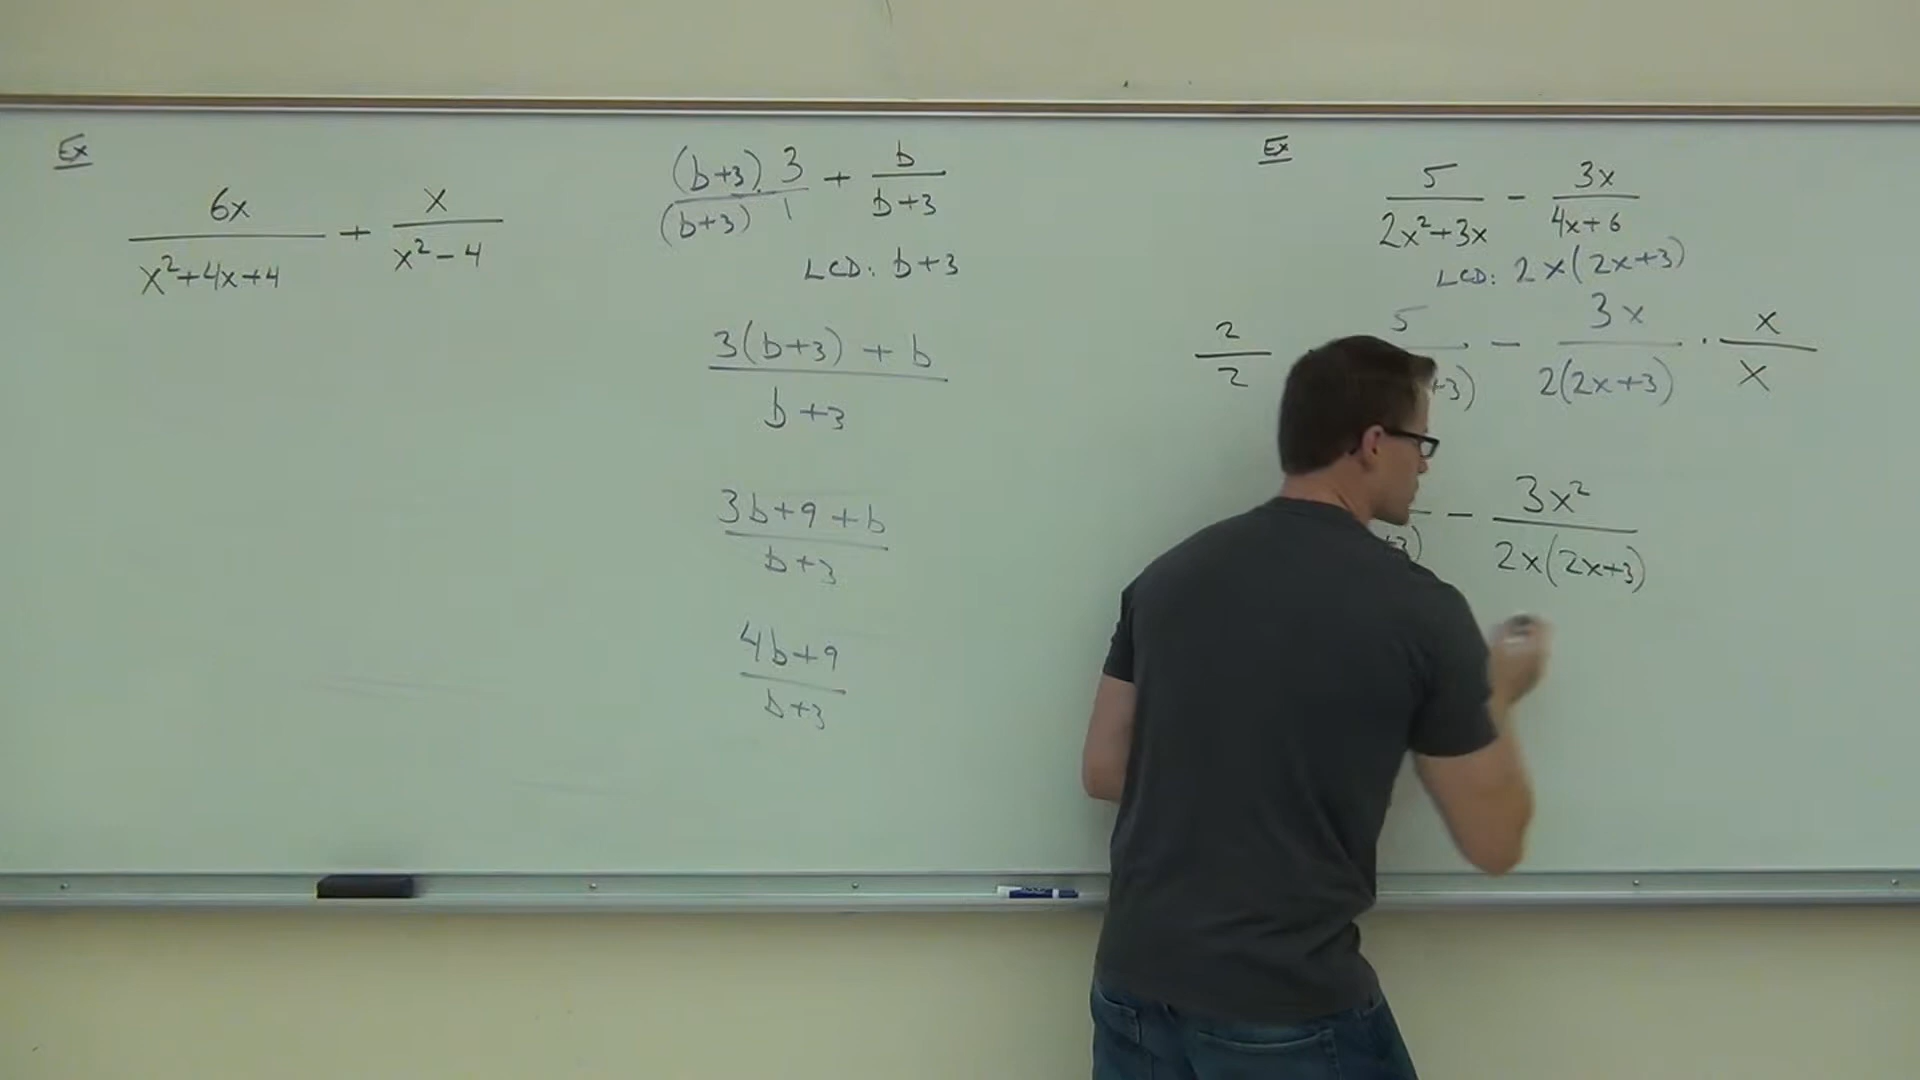 Ex
6x/(x²+4x+4) + x/(x²-4)
(b+3)/(b+3) · 3/1 + b/(b+3)
LCD: b+3
(3(b+3) + b)/(b+3)
(3b+9+b)/(b+3)
(4b+9)/(b+3)
Ex
5/(2x²+3x) - 3x/(4x+6)
LCD: 2x(2x+3)
2/2 5/ +3) - 3x/(2(2x+3)) · x/x
+3) - 3x²/(2x(2x+3))